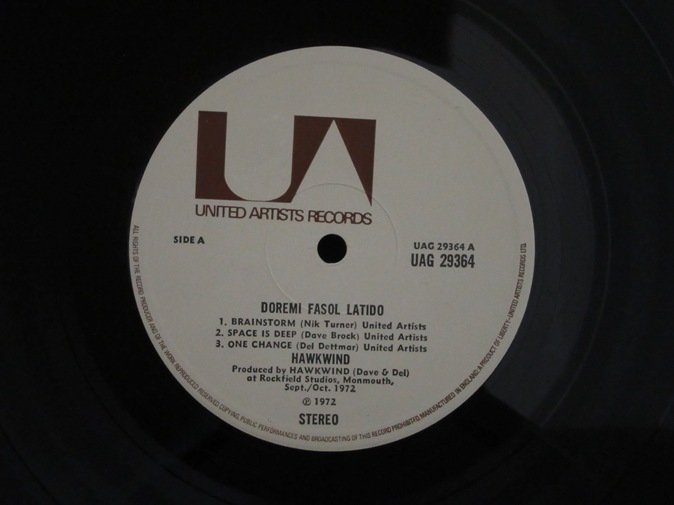 UA
UNITED ARTISTS RECORDS
SIDE A
UAG 29364 A
UAG 29364
DOREMI FASOL LATIDO
1. BRAINSTORM (Nik Turner) United Artists
2. SPACE IS DEEP (Dave Brock) United Artists
3. ONE CHANGE (Del Dettmar) United Artists
HAWKWIND
Produced by HAWKWIND (Dave & Del)
at Rockfield Studios, Monmouth,
Sept./Oct. 1972
℗ 1972
STEREO
ALL RIGHTS OF THE RECORD PRODUCER AND OF THE OWNER OF THE WORK REPRODUCED RESERVED COPYING, PUBLIC PERFORMANCES AND BROADCASTING OF THIS RECORD PROHIBITED. MANUFACTURED IN ENGLAND. A PRODUCT OF LIBERTY-UNITED ARTISTS RECORDS LTD.